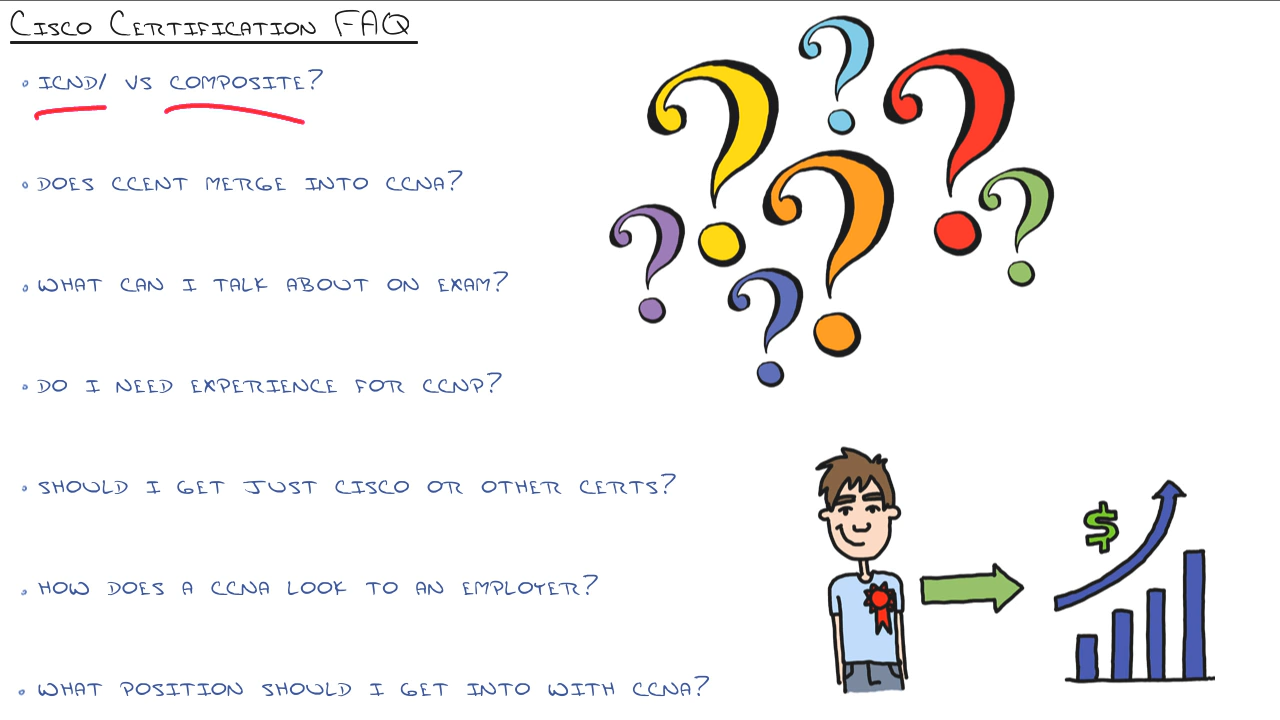 CISCO CERTIFICATION FAQ
• ICND1 VS COMPOSITE?
• DOES CCENT MERGE INTO CCNA?
• WHAT CAN I TALK ABOUT ON EXAM?
• DO I NEED EXPERIENCE FOR CCNP?
• SHOULD I GET JUST CISCO OR OTHER CERTS?
• HOW DOES A CCNA LOOK TO AN EMPLOYER?
• WHAT POSITION SHOULD I GET INTO WITH CCNA?
$